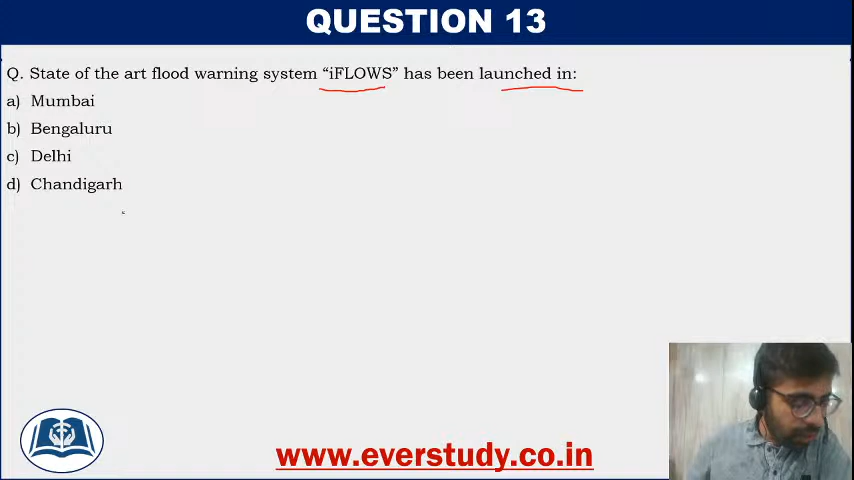 QUESTION 13
Q. State of the art flood warning system “iFLOWS” has been launched in:
a) Mumbai
b) Bengaluru
c) Delhi
d) Chandigarh
www.everstudy.co.in